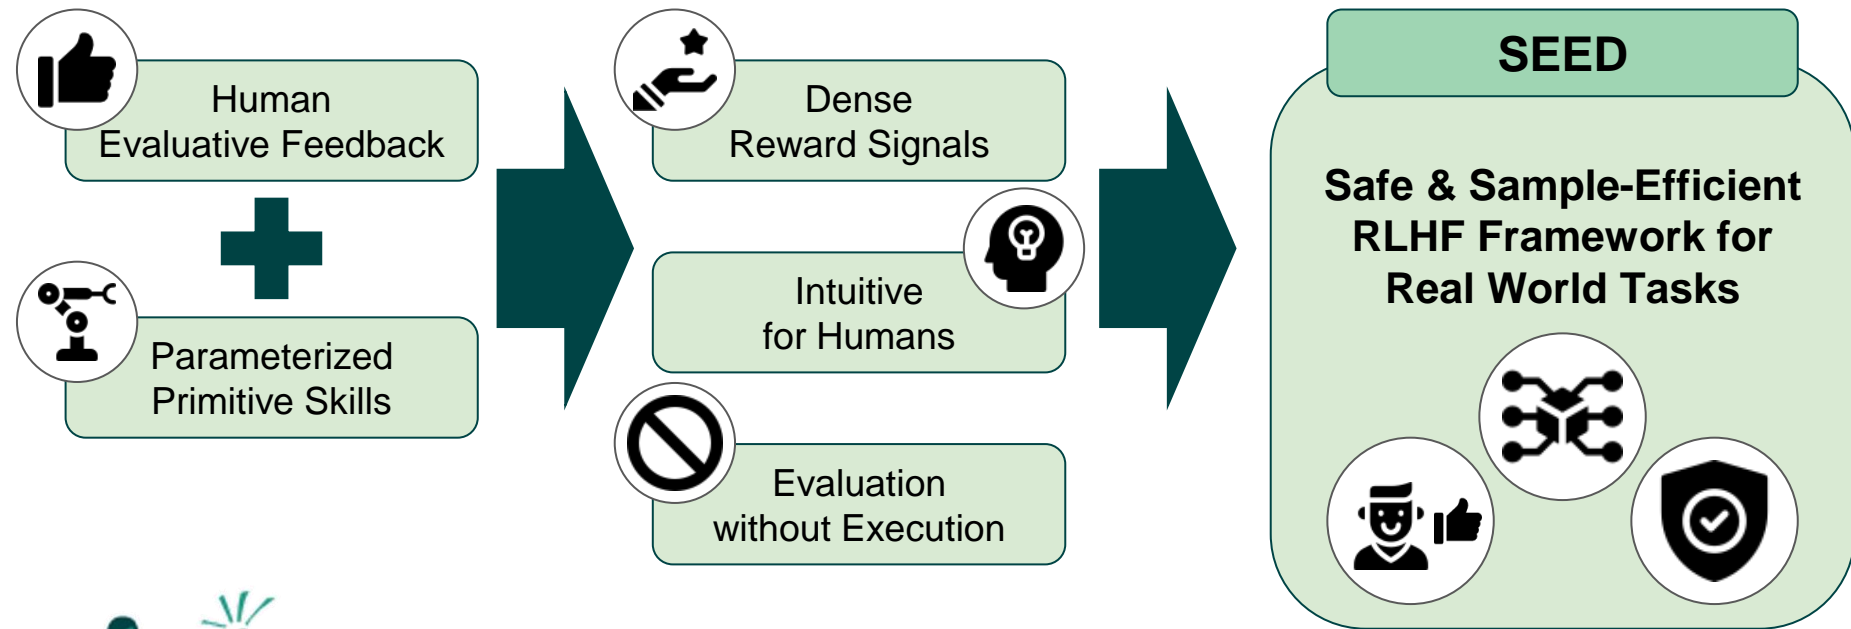 Human
Evaluative Feedback
Parameterized
Primitive Skills
Dense
Reward Signals
Intuitive
for Humans
Evaluation
without Execution
SEED
Safe & Sample-Efficient
RLHF Framework for
Real World Tasks